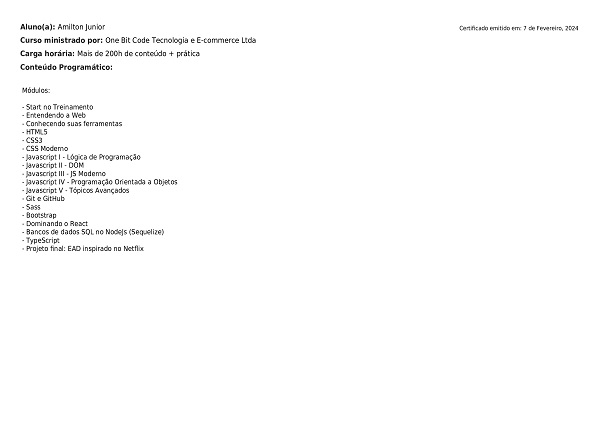 Aluno(a): Amilton Junior
Certificado emitido em: 7 de Fevereiro, 2024
Curso ministrado por: One Bit Code Tecnologia e E-commerce Ltda
Carga horária: Mais de 200h de conteúdo + prática
Conteúdo Programático:
Módulos:
- Start no Treinamento
- Entendendo a Web
- Conhecendo suas ferramentas
- HTML5
- CSS3
- CSS Moderno
- Javascript I - Lógica de Programação
- Javascript II - DOM
- Javascript III - JS Moderno
- Javascript IV - Programação Orientada a Objetos
- Javascript V - Tópicos Avançados
- Git e GitHub
- Sass
- Bootstrap
- Dominando o React
- Bancos de dados SQL no NodeJs (Sequelize)
- TypeScript
- Projeto final: EAD inspirado no Netflix